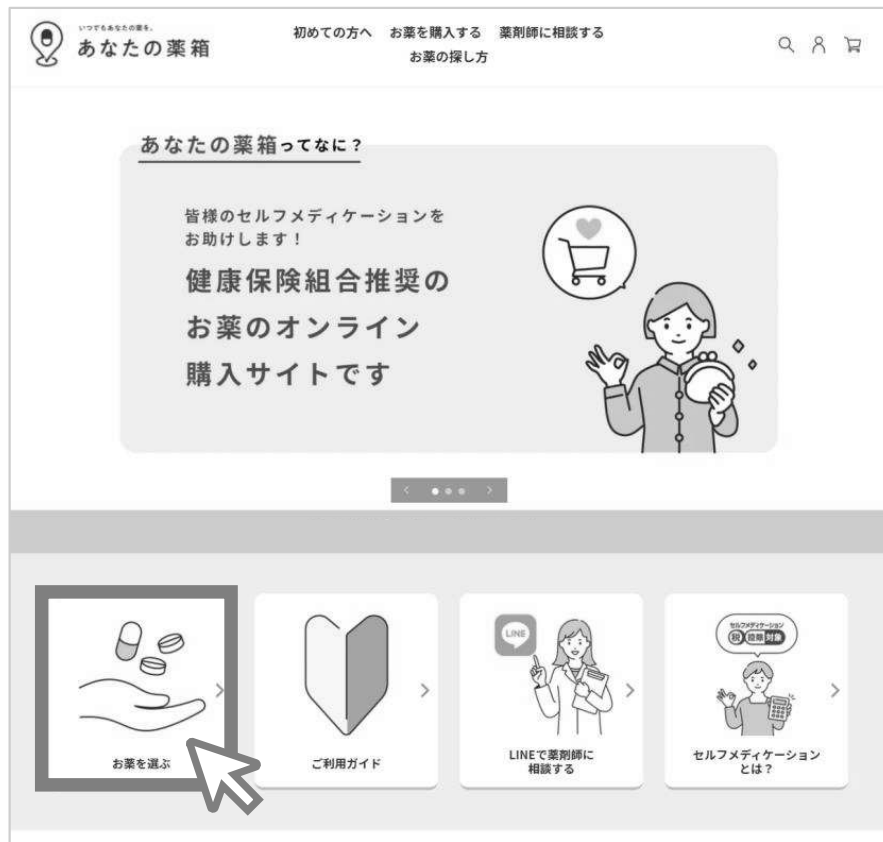 いつでもあなたの薬を。
あなたの薬箱
初めての方へ お薬を購入する 薬剤師に相談する
お薬の探し方
あなたの薬箱ってなに？
皆様のセルフメディケーションを
お助けします！
健康保険組合推奨の
お薬のオンライン
購入サイトです
お薬を選ぶ
ご利用ガイド
LINE
LINEで薬剤師に
相談する
セルフメディケーション
税 控除 対象
セルフメディケーション
とは？